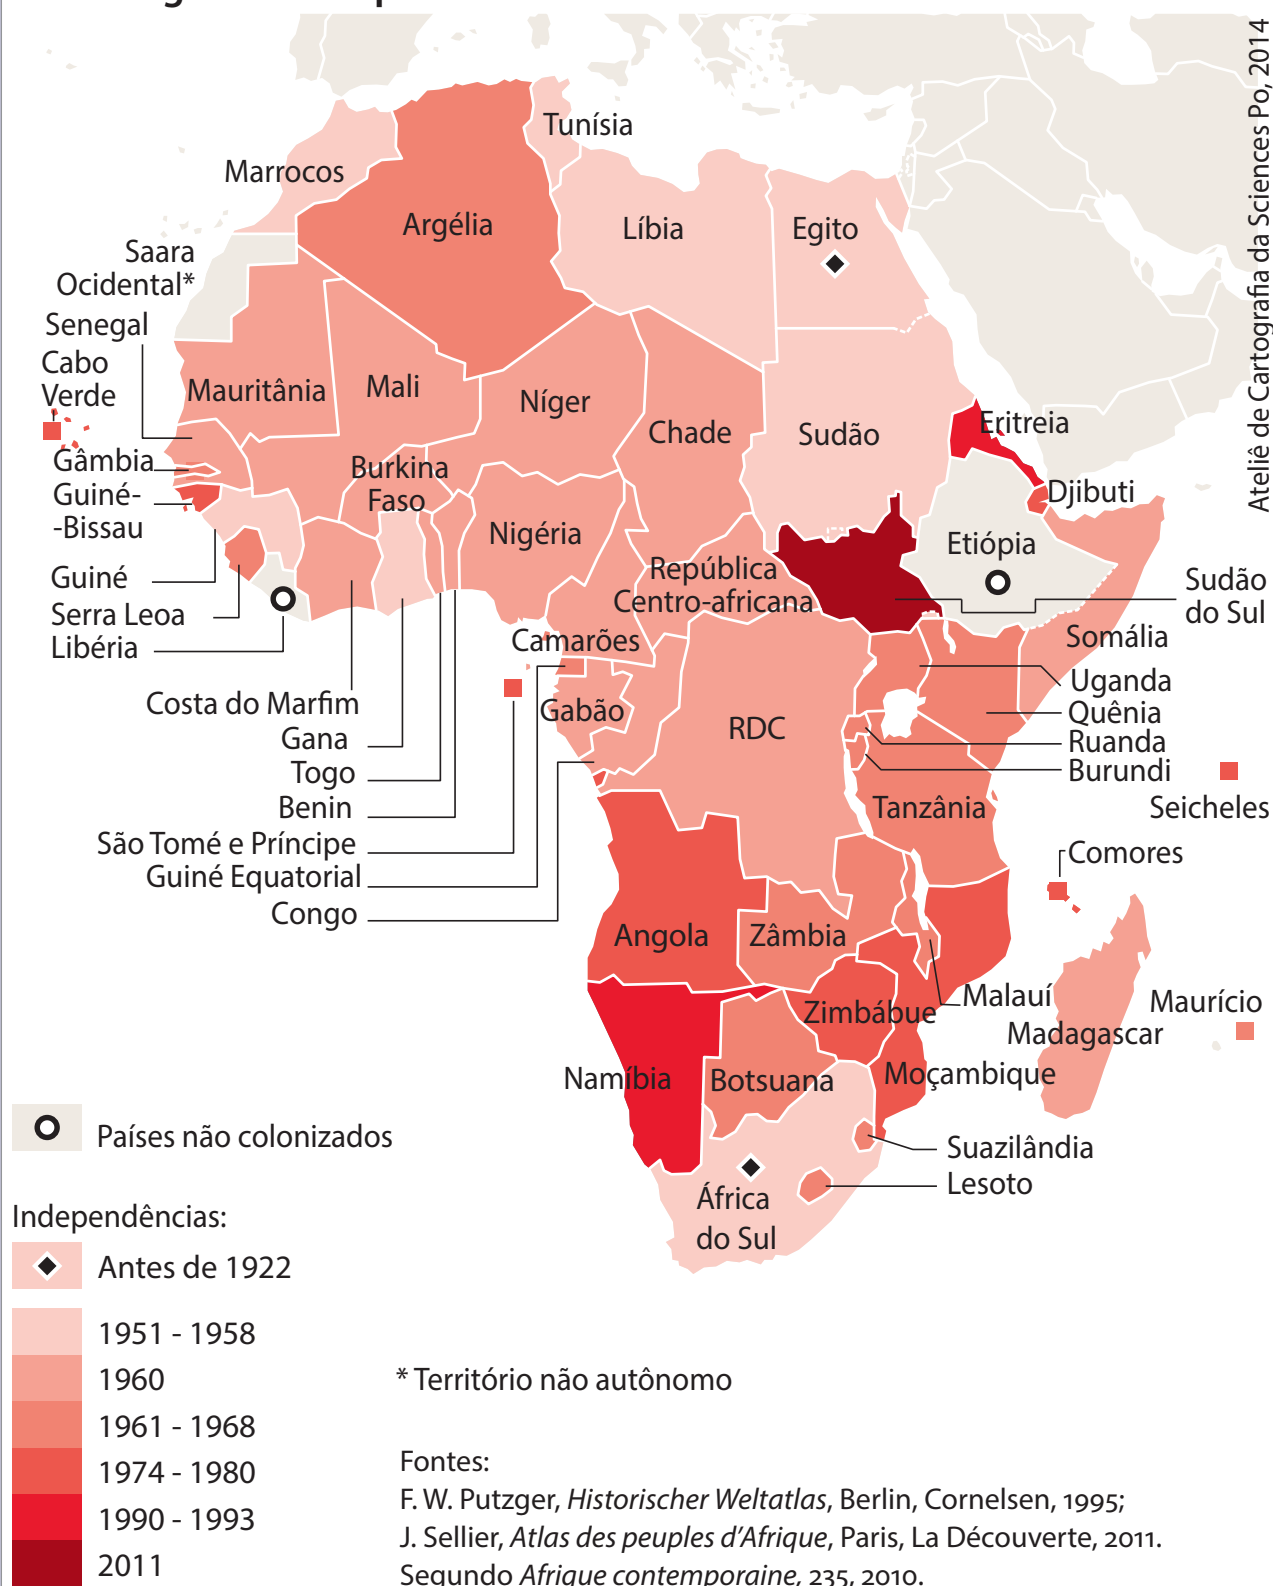 Tunísia
Marrocos
Argélia
Líbia
Egito
Saara
Ocidental*
Senegal
Cabo
Verde
Mauritânia
Mali
Níger
Chade
Sudão
Eritreia
Gâmbia
Burkina
Faso
Djibuti
Guiné-
-Bissau
Nigéria
Etiópia
Guiné
República
Centro-africana
Sudão
do Sul
Serra Leoa
Libéria
Camarões
Somália
Costa do Marfim
Gabão
RDC
Uganda
Quênia
Gana
Ruanda
Togo
Burundi
Benin
Tanzânia
Seicheles
São Tomé e Príncipe
Comores
Guiné Equatorial
Congo
Angola
Zâmbia
Malauí
Maurício
Zimbábue
Madagascar
Namíbia
Botsuana
Moçambique
Suazilândia
Lesoto
África
do Sul
Países não colonizados
Independências:
Antes de 1922
1951 - 1958
1960
1961 - 1968
1974 - 1980
1990 - 1993
2011
* Território não autônomo
Fontes:
F. W. Putzger, Historischer Weltatlas, Berlin, Cornelsen, 1995;
J. Sellier, Atlas des peuples d'Afrique, Paris, La Découverte, 2011.
Segundo Afrique contemporaine, 235, 2010.
Ateliê de Cartografia da Sciences Po, 2014